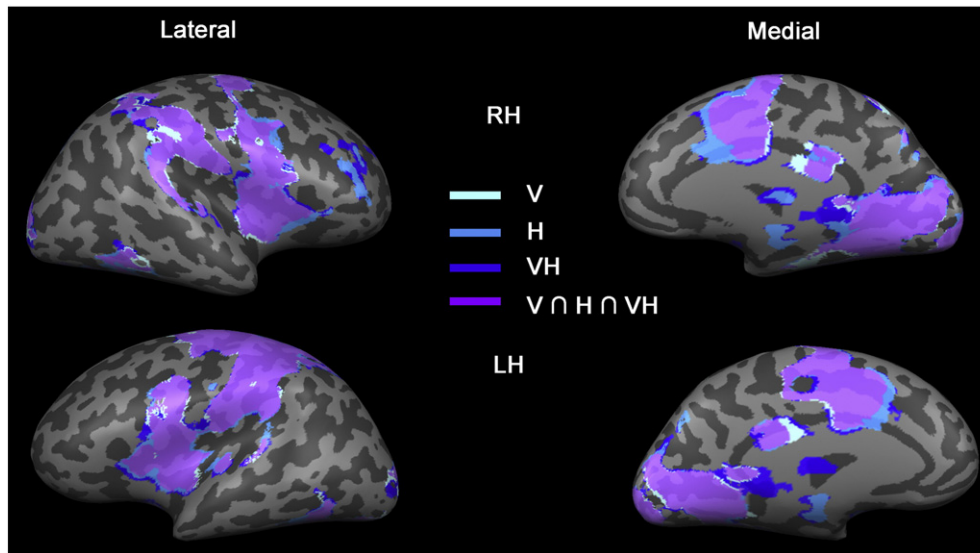 Lateral
Medial
RH
V
H
VH
V ∩ H ∩ VH
LH